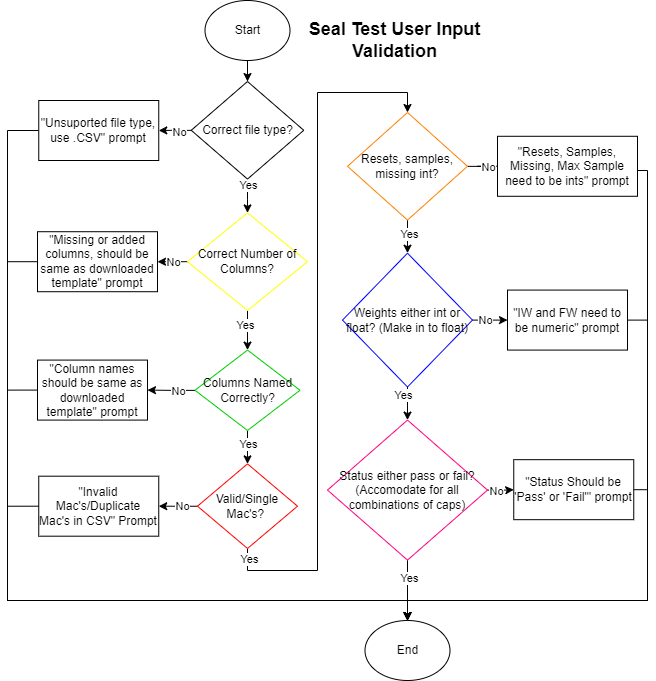 Start
Seal Test User Input
Validation
"Unsuported file type,
use .CSV" prompt
No
Correct file type?
Yes
"Missing or added
columns, should be
same as downloaded
template" prompt
No
Correct Number of
Columns?
Yes
"Column names
should be same as
downloaded
template" prompt
No
Columns Named
Correctly?
Yes
"Invalid
Mac's/Duplicate
Mac's in CSV" Prompt
No
Valid/Single
Mac's?
Yes
Resets, samples,
missing int?
No
"Resets, Samples,
Missing, Max Sample
need to be ints" prompt
Yes
Weights either int or
float? (Make in to float)
No
"IW and FW need to
be numeric" prompt
Yes
Status either pass or fail?
(Accomodate for all
combinations of caps)
No
"Status Should be
'Pass' or 'Fail'" prompt
Yes
End